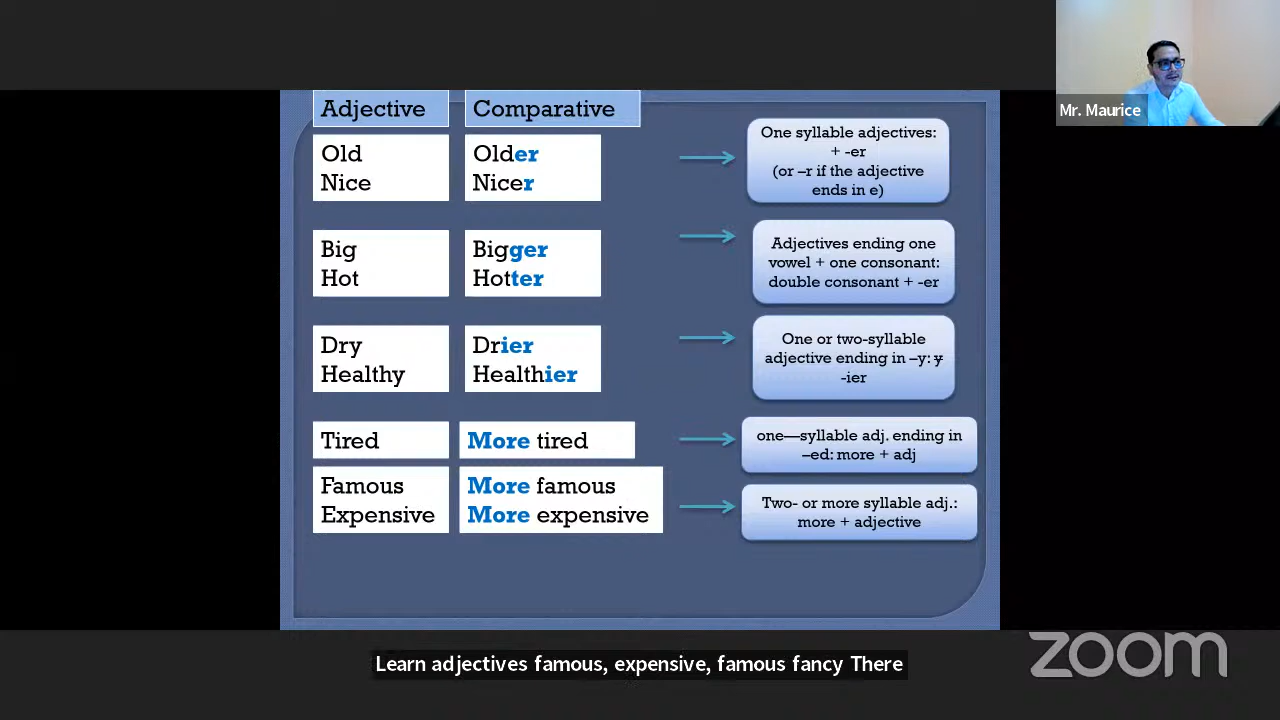 Mr. Maurice
Adjective
Comparative
Old
Nice
Older
Nicer
One syllable adjectives:
+ -er
(or –r if the adjective
ends in e)
Big
Hot
Bigger
Hotter
Adjectives ending one
vowel + one consonant:
double consonant + -er
Dry
Healthy
Drier
Healthier
One or two-syllable
adjective ending in –y: y
-ier
Tired
More tired
one—syllable adj. ending in
–ed: more + adj
Famous
Expensive
More famous
More expensive
Two- or more syllable adj.:
more + adjective
Learn adjectives famous, expensive, famous fancy There
zoom